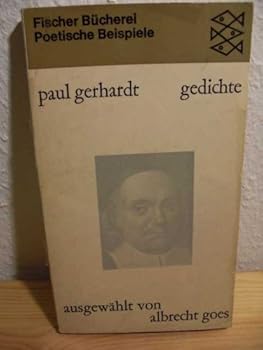 Fischer Bücherei
Poetische Beispiele
paul gerhardt gedichte
ausgewählt von
albrecht goes